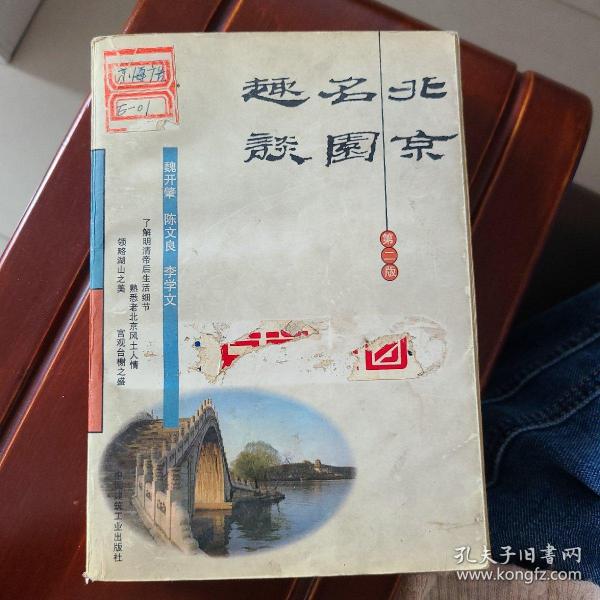 北京
名園
趣談
第二版
魏开肇 陈文良 李学文
了解明清帝后生活细节
熟悉老北京风土人情
领略湖山之美 宫观台榭之盛
中国建筑工业出版社
E-01
孔夫子旧书网
www.kongfz.com